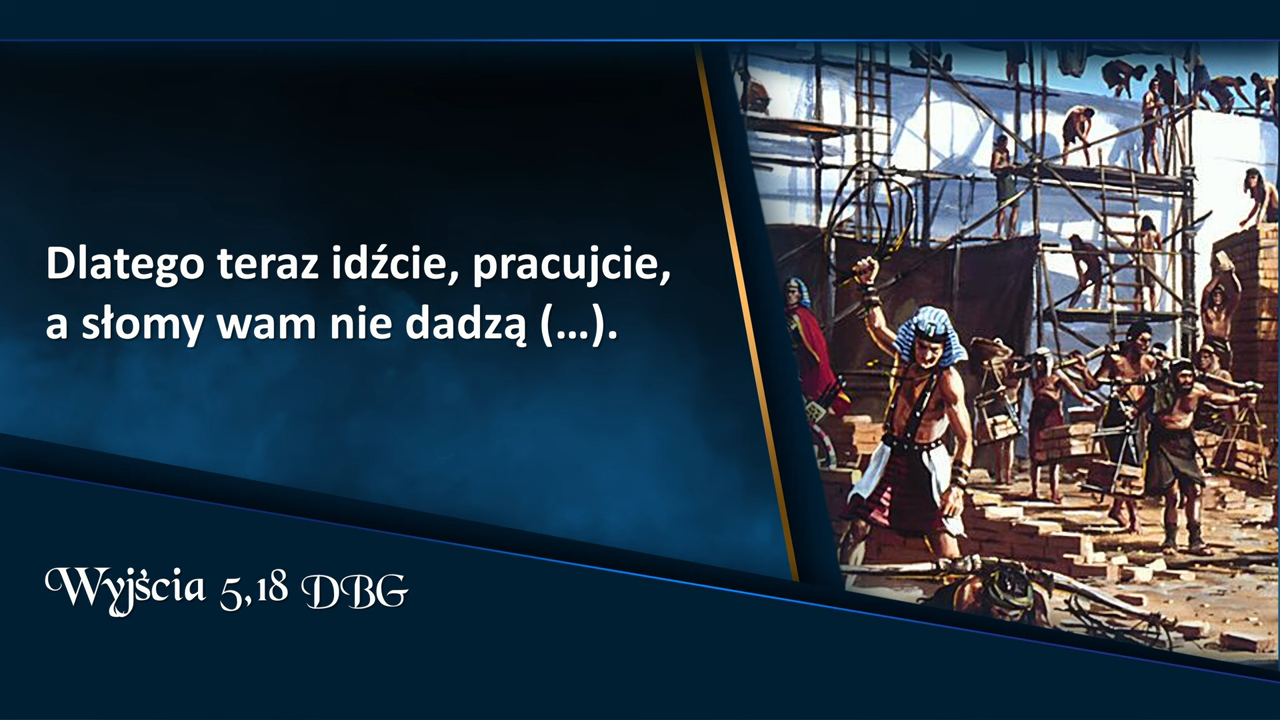 Dlatego teraz idźcie, pracujcie,
a słomy wam nie dadzą (...).
Wyjścia 5,18 DBG